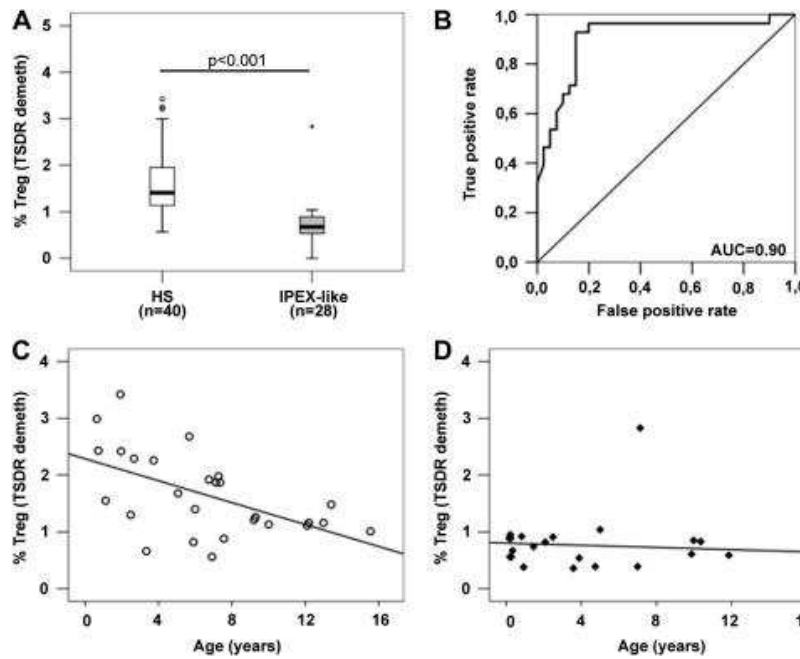 A
% Treg (TSDR demeth)
5
4
3
2
1
0
p<0.001
HS
(n=40)
IPEX-like
(n=28)
B
True positive rate
1,0
0,8
0,6
0,4
0,2
0,0
AUC=0.90
0,0 0,2 0,4 0,6 0,8 1,0
False positive rate
C
% Treg (TSDR demeth)
4
3
2
1
0
0 4 8 12 16
Age (years)
D
% Treg (TSDR demeth)
4
3
2
1
0
0 4 8 12 16
Age (years)